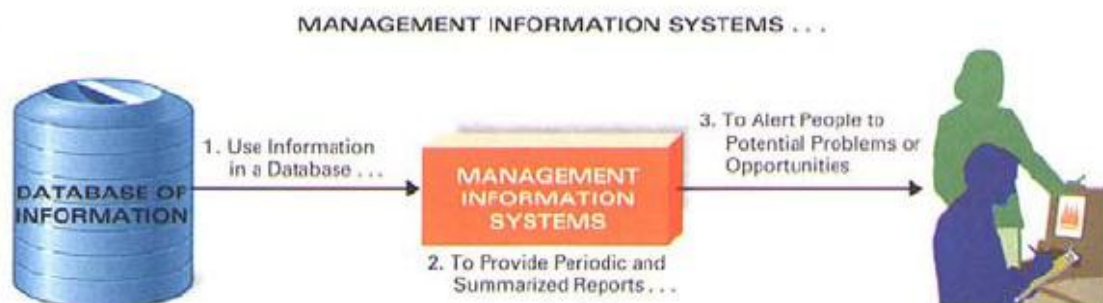 MANAGEMENT INFORMATION SYSTEMS . . .
1. Use Information
in a Database . . .
DATABASE OF
INFORMATION
MANAGEMENT
INFORMATION
SYSTEMS
2. To Provide Periodic and
Summarized Reports . . .
3. To Alert People to
Potential Problems or
Opportunities